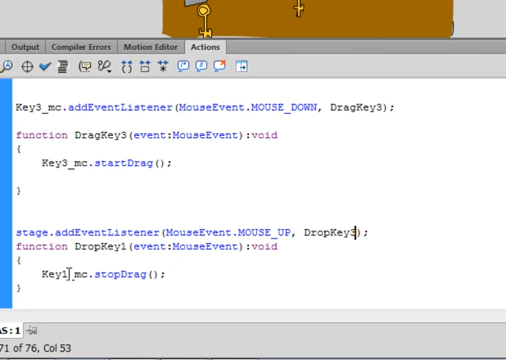 Output Compiler Errors Motion Editor Actions
Key3_mc.addEventListener(MouseEvent.MOUSE_DOWN, DragKey3);
function DragKey3(event:MouseEvent):void
{
Key3_mc.startDrag();
}
stage.addEventListener(MouseEvent.MOUSE_UP, DropKey3);
function DropKey1(event:MouseEvent):void
{
Key1_mc.stopDrag();
}
AS:1
71 of 76, Col 53